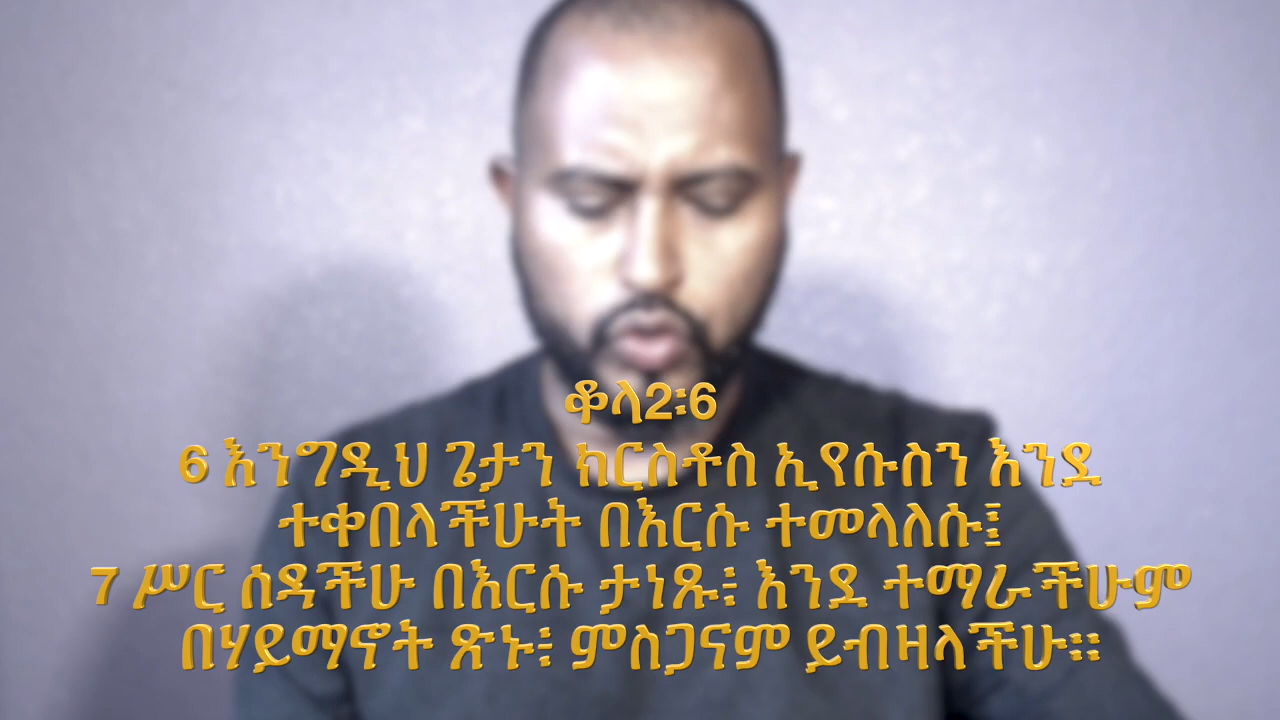 ቆላ2፥6
6 እንግዲህ ጌታን ክርስቶስ ኢየሱስን እንደ
ተቀበላችሁት በእርሱ ተመላለሱ፤
7 ሥር ሰዳችሁ በእርሱ ታነጹ፥ እንደ ተማራችሁም
በሃይማኖት ጽኑ፥ ምስጋናም ይብዛላችሁ።